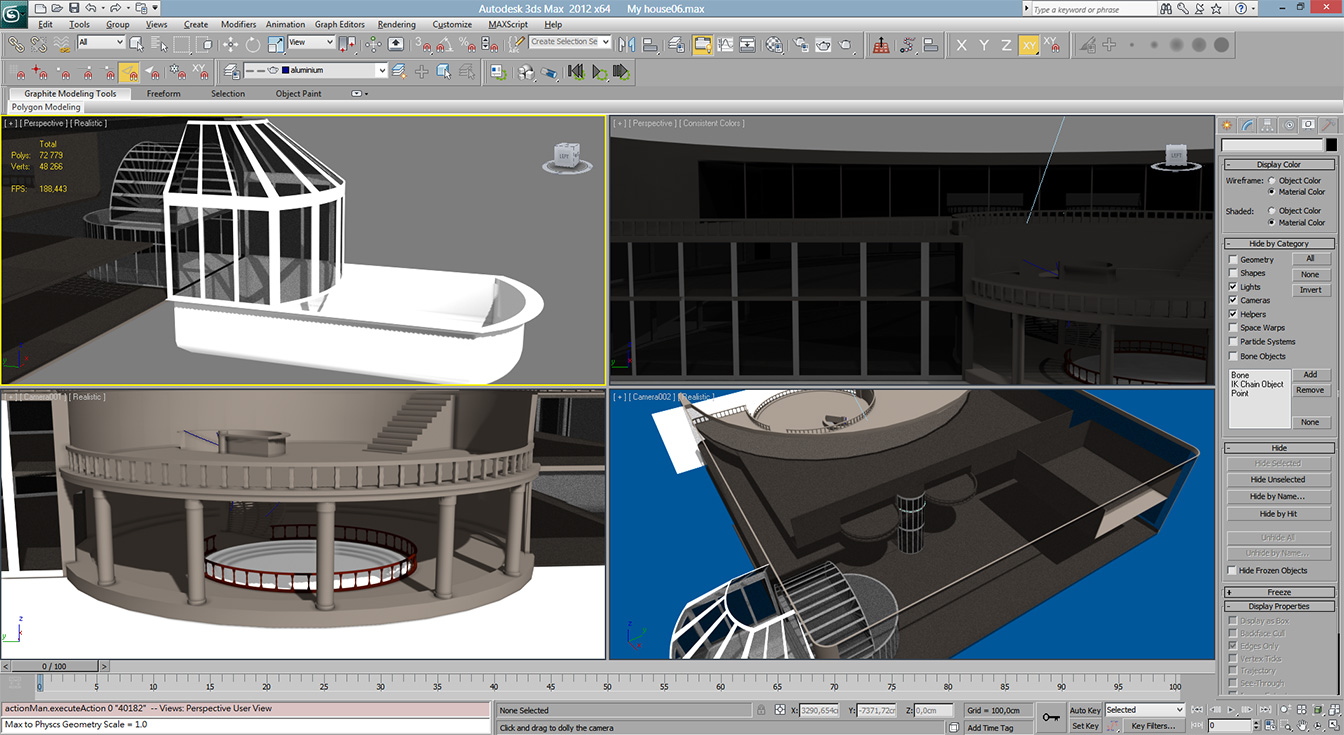 Autodesk 3ds Max 2012 x64 My house06.max
Type a keyword or phrase
Edit Tools Group Views Create Modifiers Animation Graph Editors Rendering Customize MAXScript Help
All View Create Selection Se X Y Z XY XY
XY aluminium
Graphite Modeling Tools Freeform Selection Object Paint
Polygon Modeling
[ + ] [ Perspective ] [ Realistic ]
Total
Polys: 72 779
Verts: 48 266
FPS: 188,443
LEFT
[ + ] [ Perspective ] [ Consistent Colors ]
LEFT
[ + ] [ Camera001 ] [ Realistic ]
[ + ] [ Camera002 ] [ Realistic ]
Display Color
Wireframe: Object Color
Material Color
Shaded: Object Color
Material Color
Hide by Category
Geometry All
Shapes None
Lights Invert
Cameras
Helpers
Space Warps
Particle Systems
Bone Objects
Bone Add
IK Chain Object Remove
Point
None
Hide
Hide Selected
Hide Unselected
Hide by Name...
Hide by Hit
Unhide All
Unhide by Name...
Hide Frozen Objects
Freeze
Display Properties
Display as Box
Backface Cull
Edges Only
Vertex Ticks
Trajectory
See-Through
< 0 / 100 >
0 5 10 15 20 25 30 35 40 45 50 55 60 65 70 75 80 85 90 95 100
actionMan.executeAction 0 "40182" -- Views: Perspective User View
Max to Physcs Geometry Scale = 1.0
None Selected X: 3290,654c Y: -7371,72c Z: 0,0cm Grid = 100,0cm Auto Key Selected
Click and drag to dolly the camera Add Time Tag Set Key Key Filters... 0